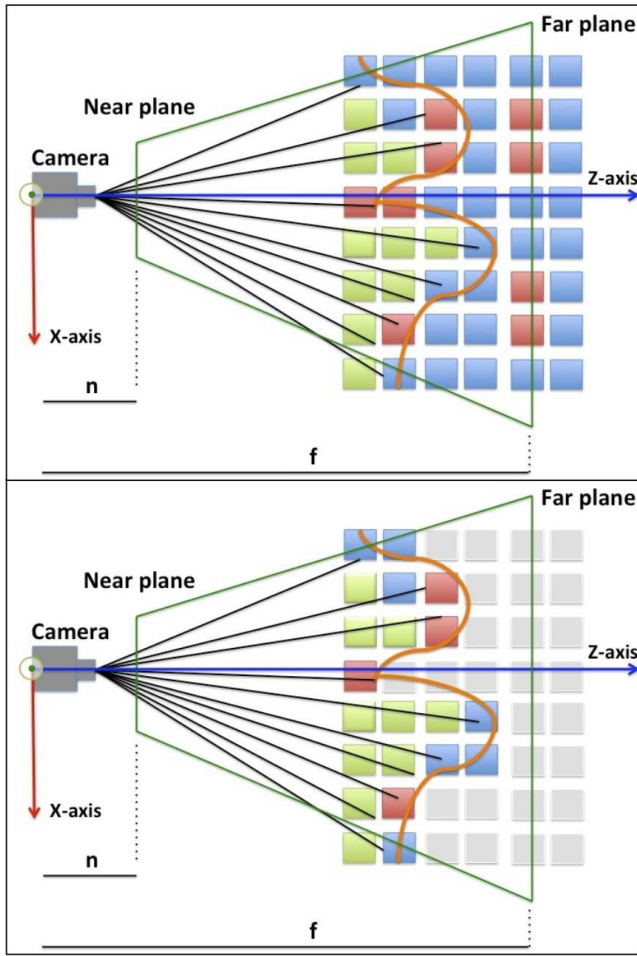 Far plane
Near plane
Camera
Z-axis
X-axis
n
f
Far plane
Near plane
Camera
Z-axis
X-axis
n
f